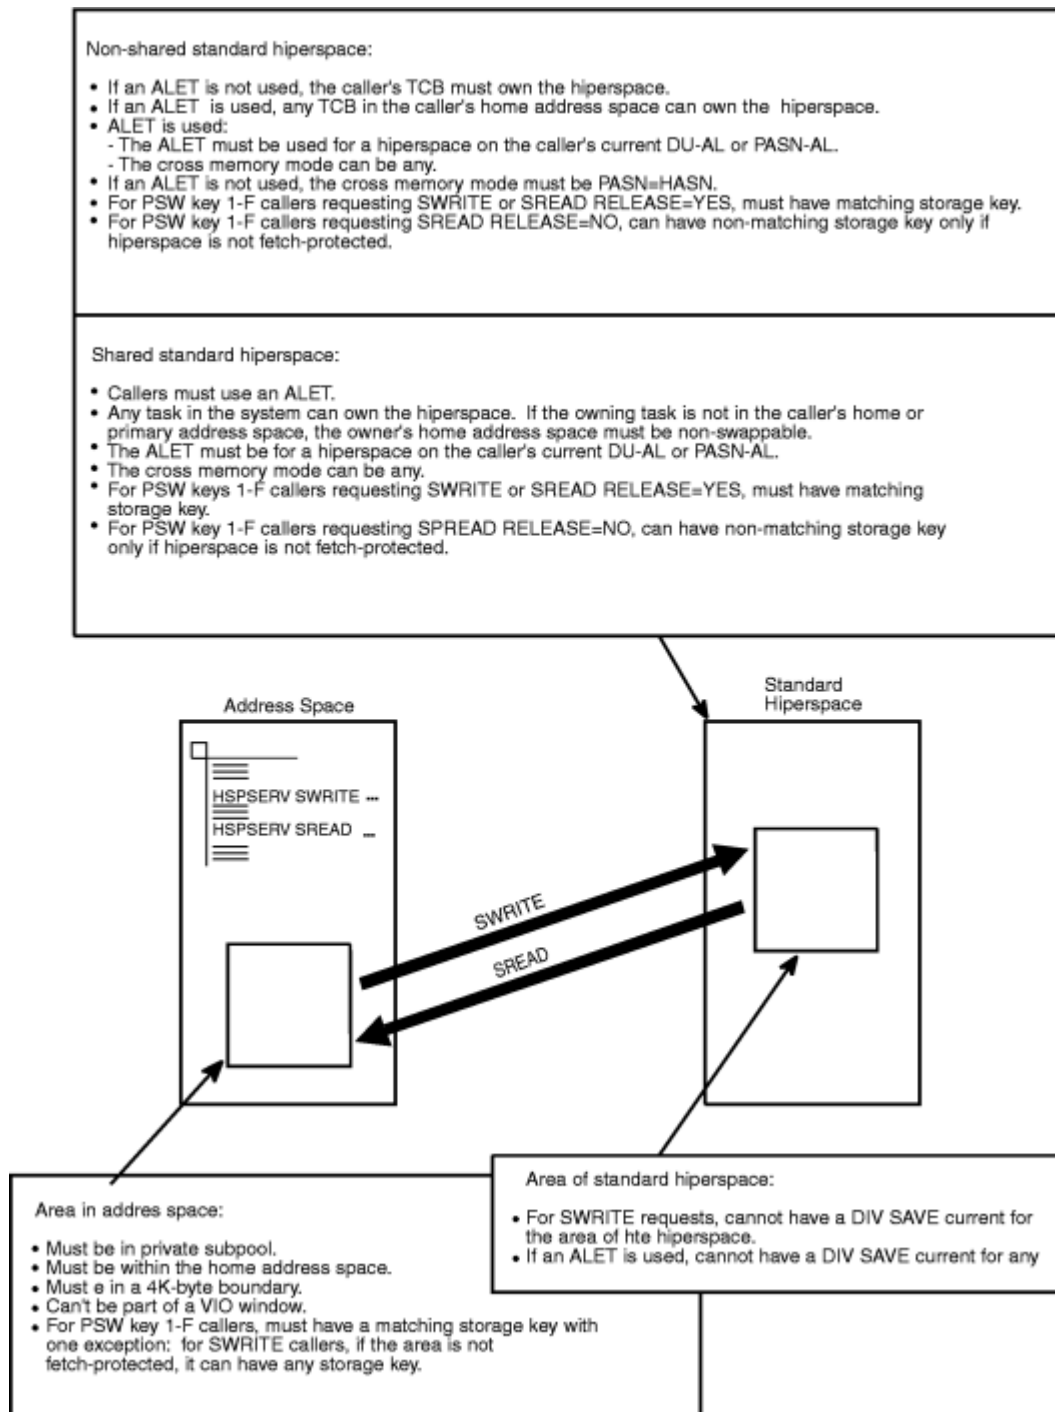 Non-shared standard hiperspace:
• If an ALET is not used, the caller's TCB must own the hiperspace.
• If an ALET is used, any TCB in the caller's home address space can own the hiperspace.
• ALET is used:
- The ALET must be used for a hiperspace on the caller's current DU-AL or PASN-AL.
- The cross memory mode can be any.
• If an ALET is not used, the cross memory mode must be PASN=HASN.
• For PSW key 1-F callers requesting SWRITE or SREAD RELEASE=YES, must have matching storage key.
• For PSW key 1-F callers requesting SREAD RELEASE=NO, can have non-matching storage key only if
hiperspace is not fetch-protected.
Shared standard hiperspace:
• Callers must use an ALET.
• Any task in the system can own the hiperspace. If the owning task is not in the caller's home or
primary address space, the owner's home address space must be non-swappable.
• The ALET must be for a hiperspace on the caller's current DU-AL or PASN-AL.
• The cross memory mode can be any.
• For PSW keys 1-F callers requesting SWRITE or SREAD RELEASE=YES, must have matching
storage key.
• For PSW key 1-F callers requesting SPREAD RELEASE=NO, can have non-matching storage key
only if hiperspace is not fetch-protected.
Address Space
Standard
Hiperspace
HSPSERV SWRITE ...
HSPSERV SREAD ...
SWRITE
SREAD
Area in addres space:
• Must be in private subpool.
• Must be within the home address space.
• Must e in a 4K-byte boundary.
• Can't be part of a VIO window.
• For PSW key 1-F callers, must have a matching storage key with
one exception: for SWRITE callers, if the area is not
fetch-protected, it can have any storage key.
Area of standard hiperspace:
• For SWRITE requests, cannot have a DIV SAVE current for
the area of hte hiperspace.
• If an ALET is used, cannot have a DIV SAVE current for any